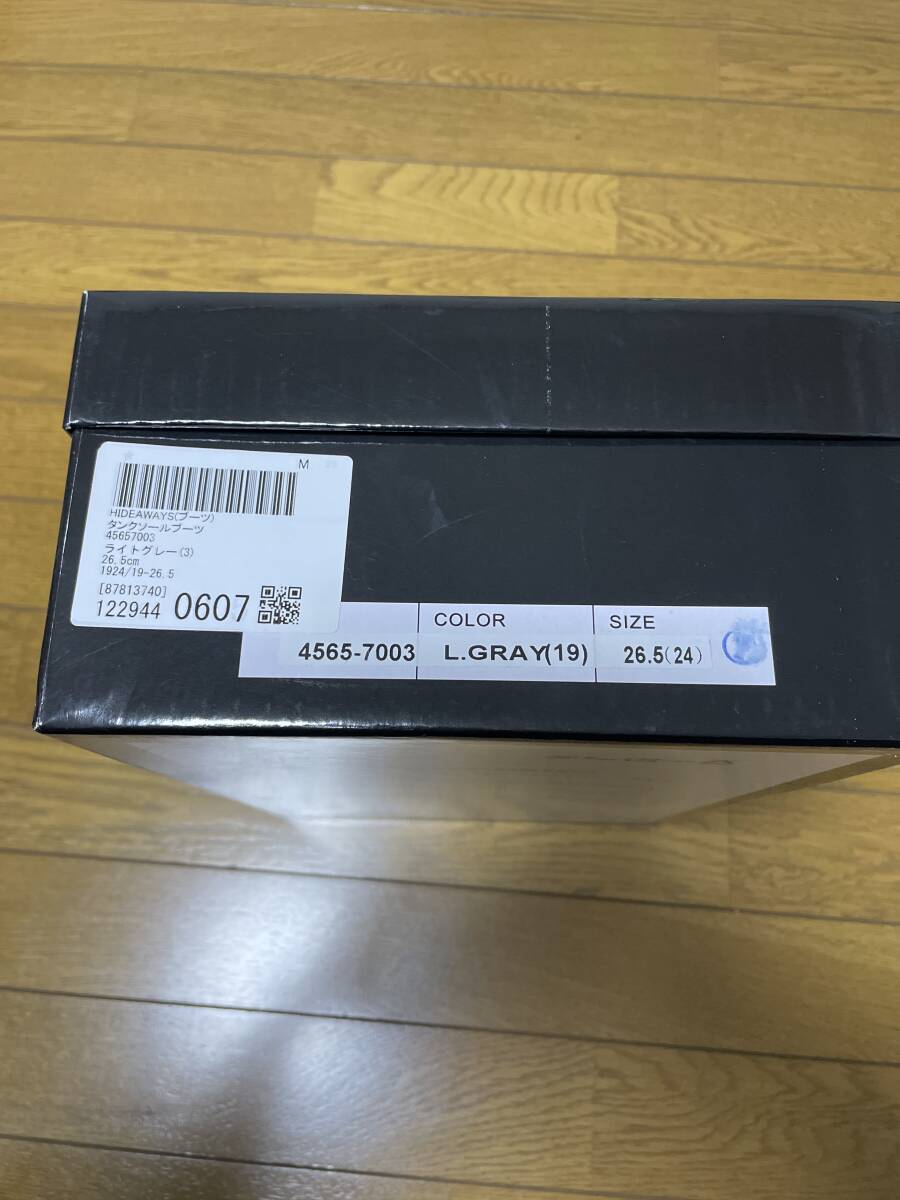 M
HIDEAWAYS(ブーツ)
タンクソールブーツ
45657003
ライトグレー(3)
26.5cm
1924/19-26.5
[87813740]
122944 0607
COLOR
SIZE
4565-7003
L.GRAY(19)
26.5(24)